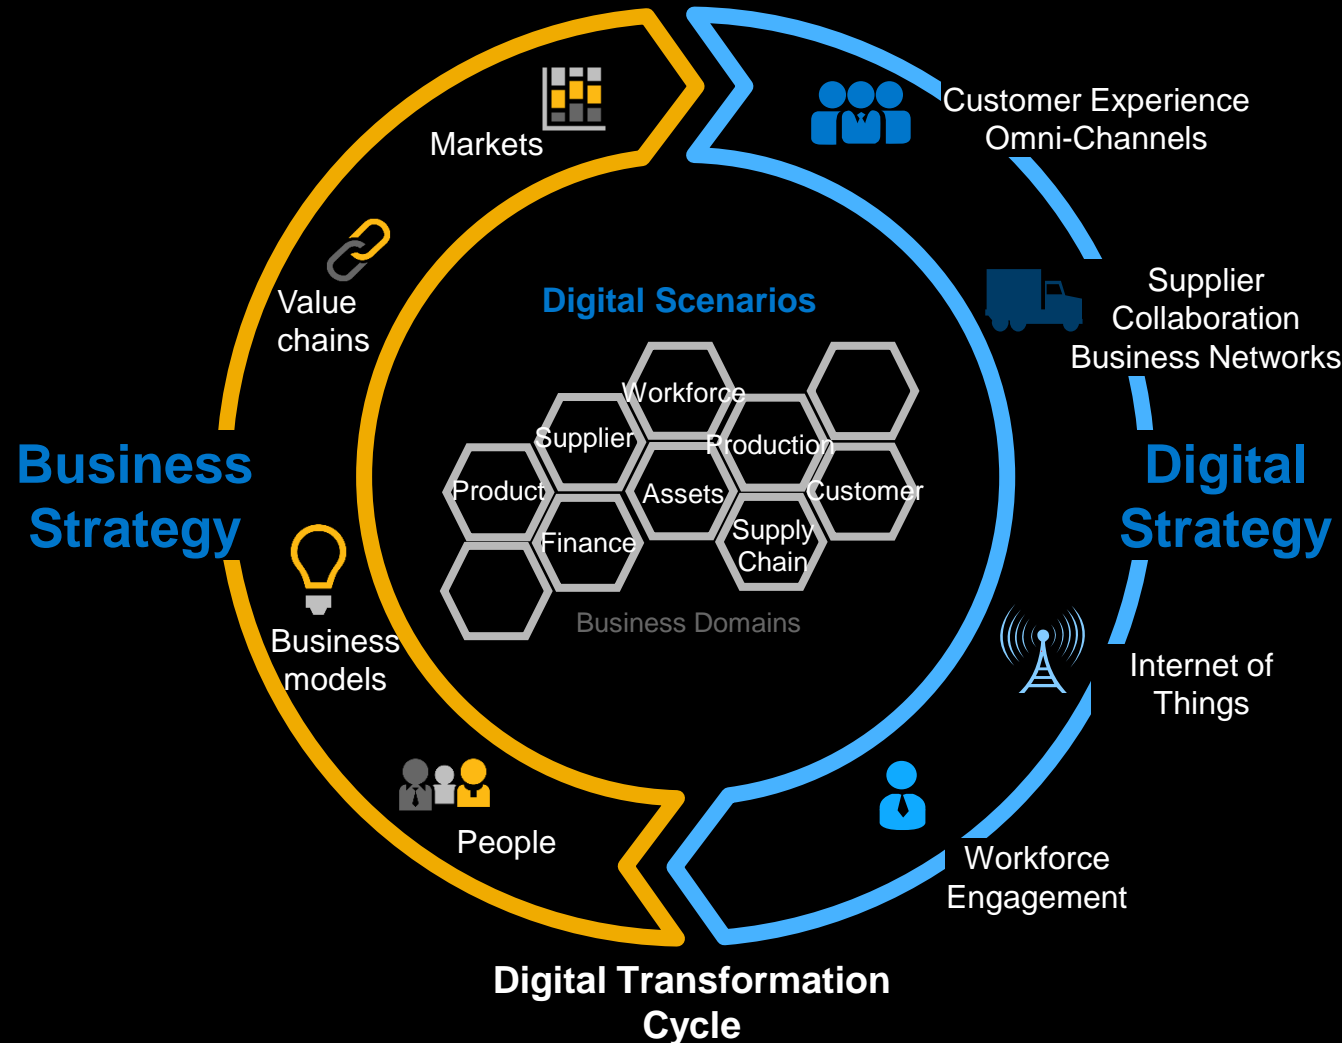 Markets
Customer Experience
Omni-Channels
Value
chains
Supplier
Collaboration
Business Networks
Digital Scenarios
Workforce
Supplier
Production
Product
Assets
Customer
Finance
Supply
Chain
Business Domains
Business
Strategy
Digital
Strategy
Business
models
Internet of
Things
People
Workforce
Engagement
Digital Transformation
Cycle